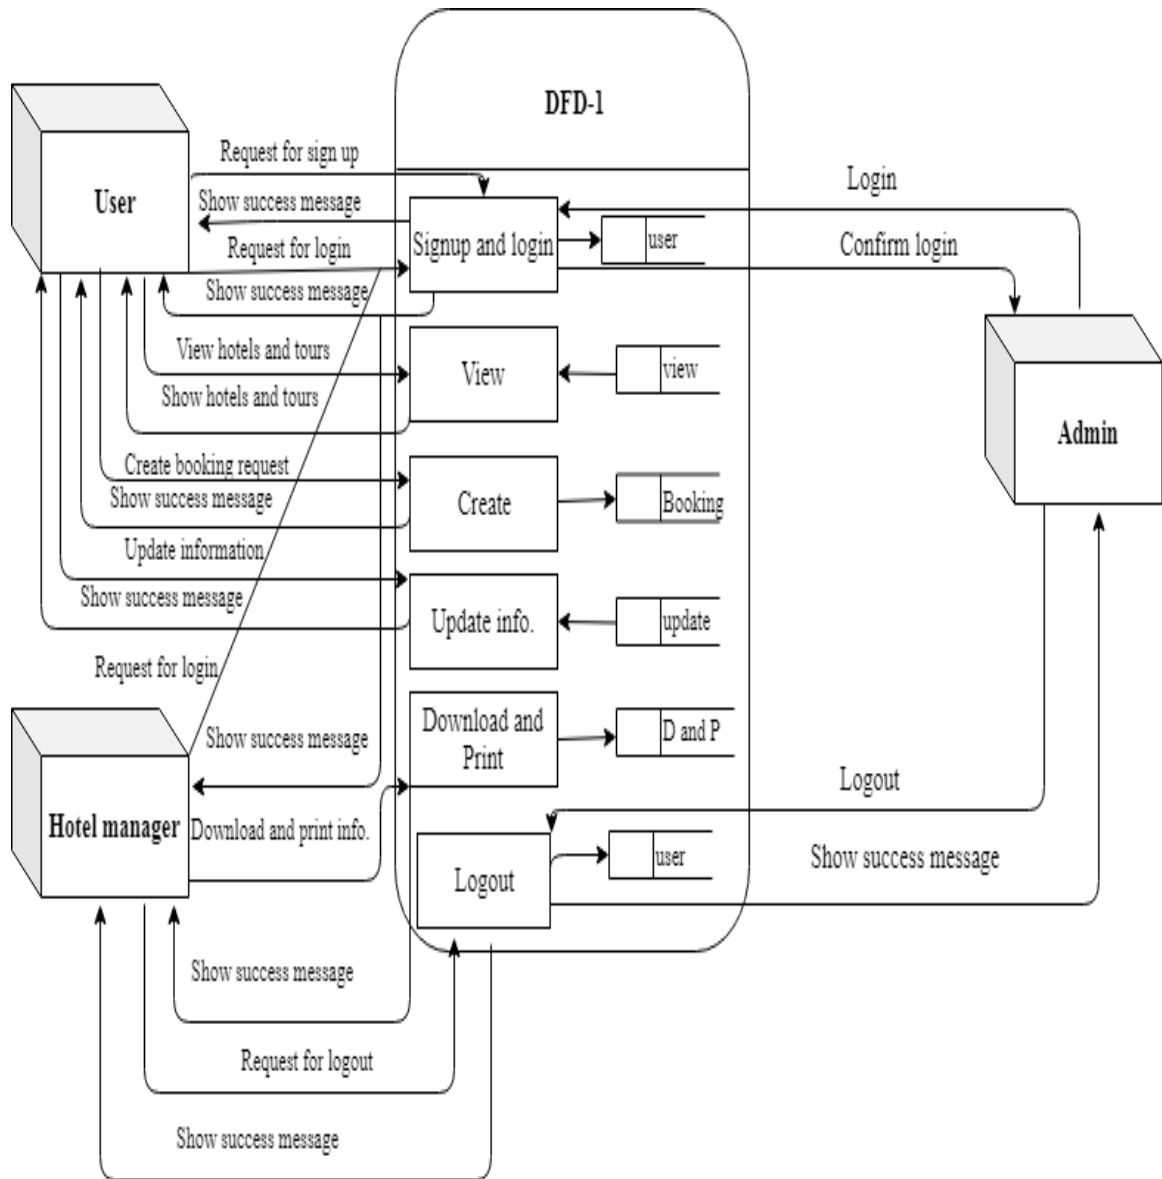 DFD-1
User
Request for sign up
Show success message
Request for login
Show success message
Signup and login
user
Login
Confirm login
View hotels and tours
Show hotels and tours
View
view
Admin
Create booking request
Show success message
Create
Booking
Update information
Show success message
Update info.
update
Request for login
Show success message
Download and
Print
D and P
Hotel manager
Download and print info.
Logout
Logout
user
Show success message
Show success message
Request for logout
Show success message